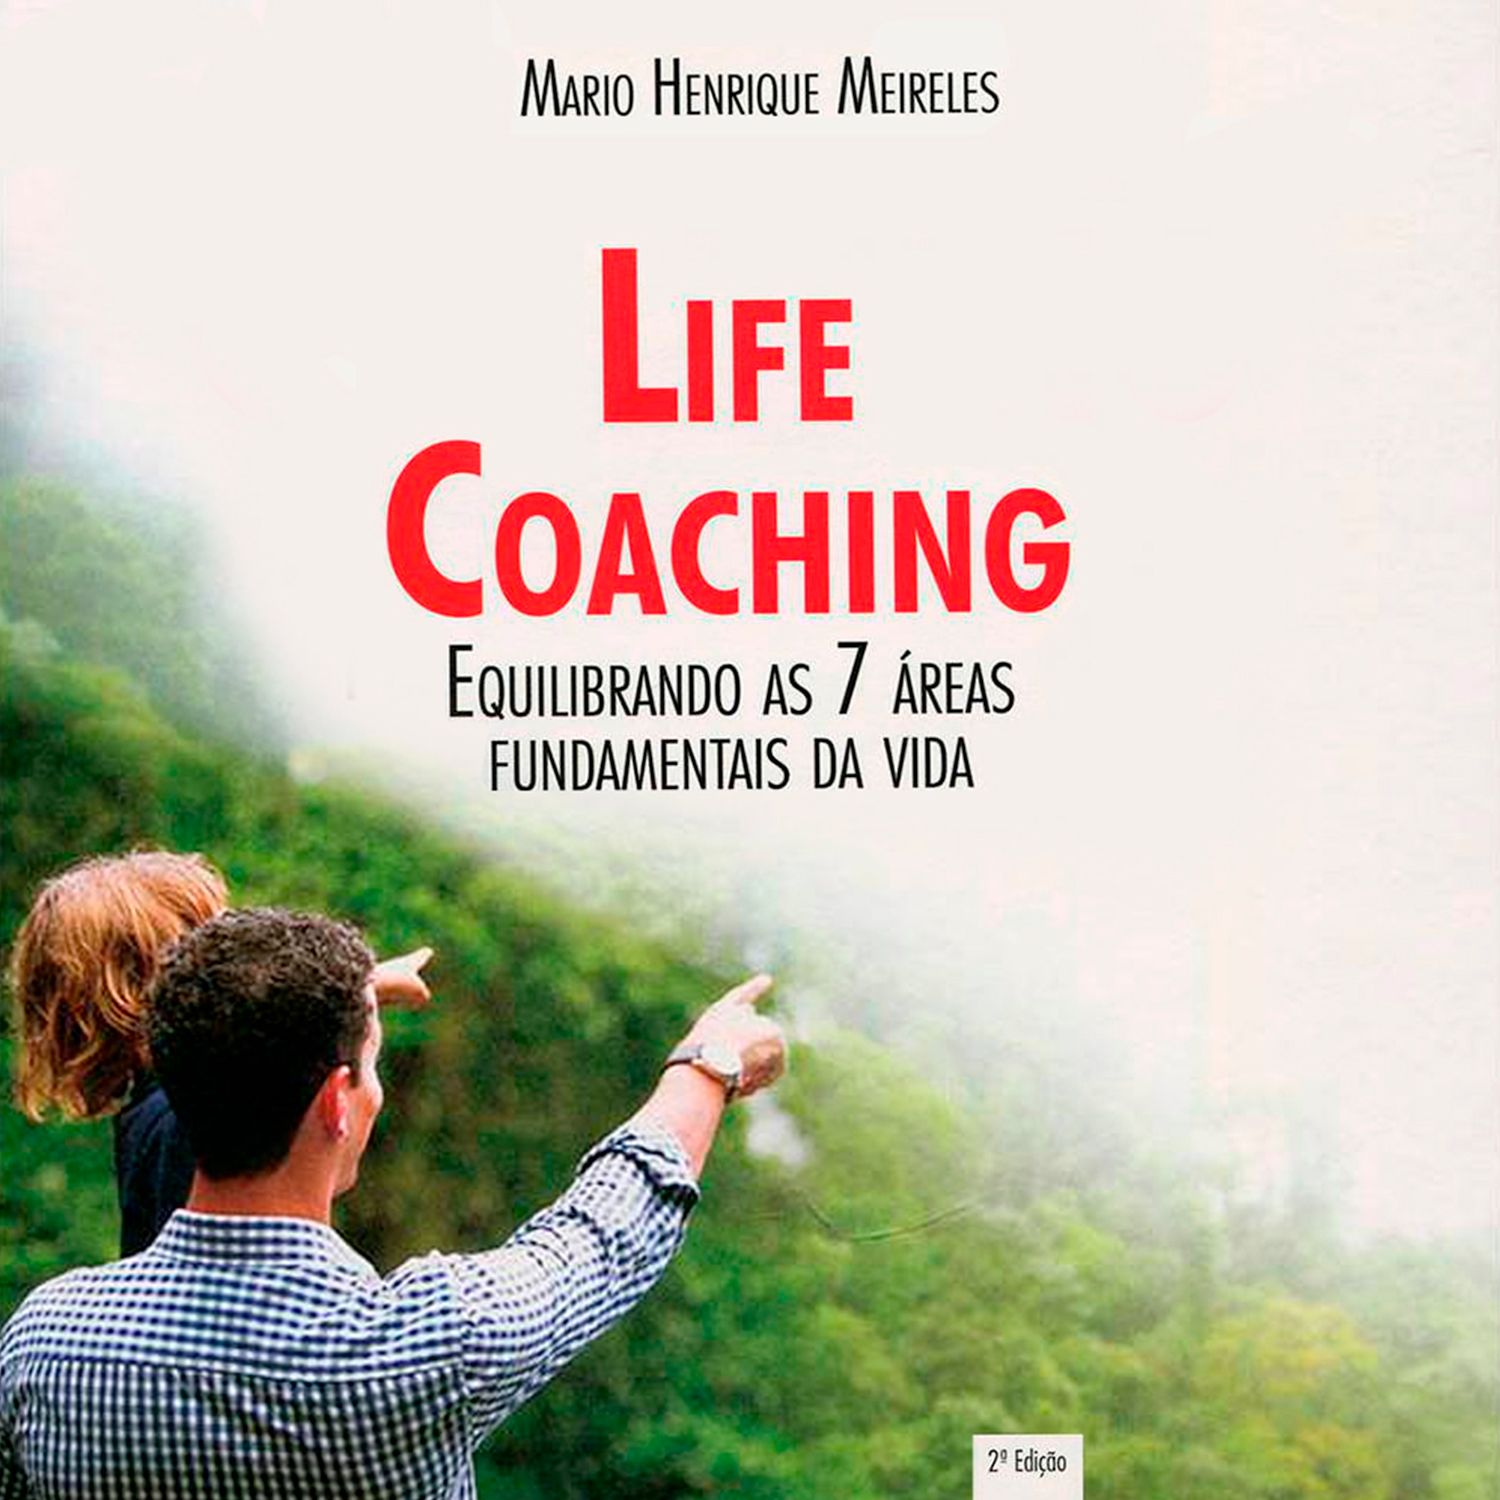 MARIO HENRIQUE MEIRELES
LIFE
COACHING
EQUILIBRANDO AS 7 ÁREAS
FUNDAMENTAIS DA VIDA
2ª Edição